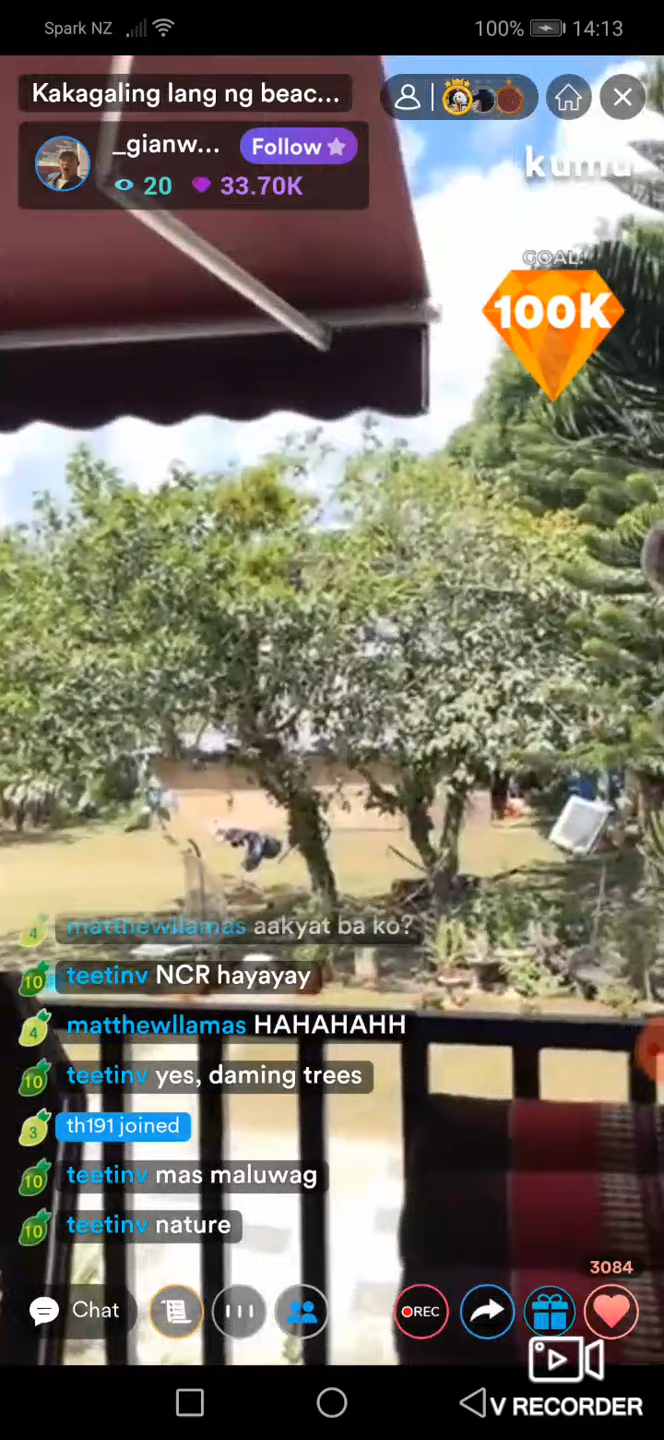 Spark NZ
100% 14:13
Kakagaling lang ng beac...
_gianw... Follow
20 33.70K
kumu
GOAL:
100K
4 matthewllamas aakyat ba ko?
10 teetinv NCR hayayay
4 matthewllamas HAHAHAHH
10 teetinv yes, daming trees
3 th191 joined
10 teetinv mas maluwag
10 teetinv nature
3084
Chat
REC
V RECORDER